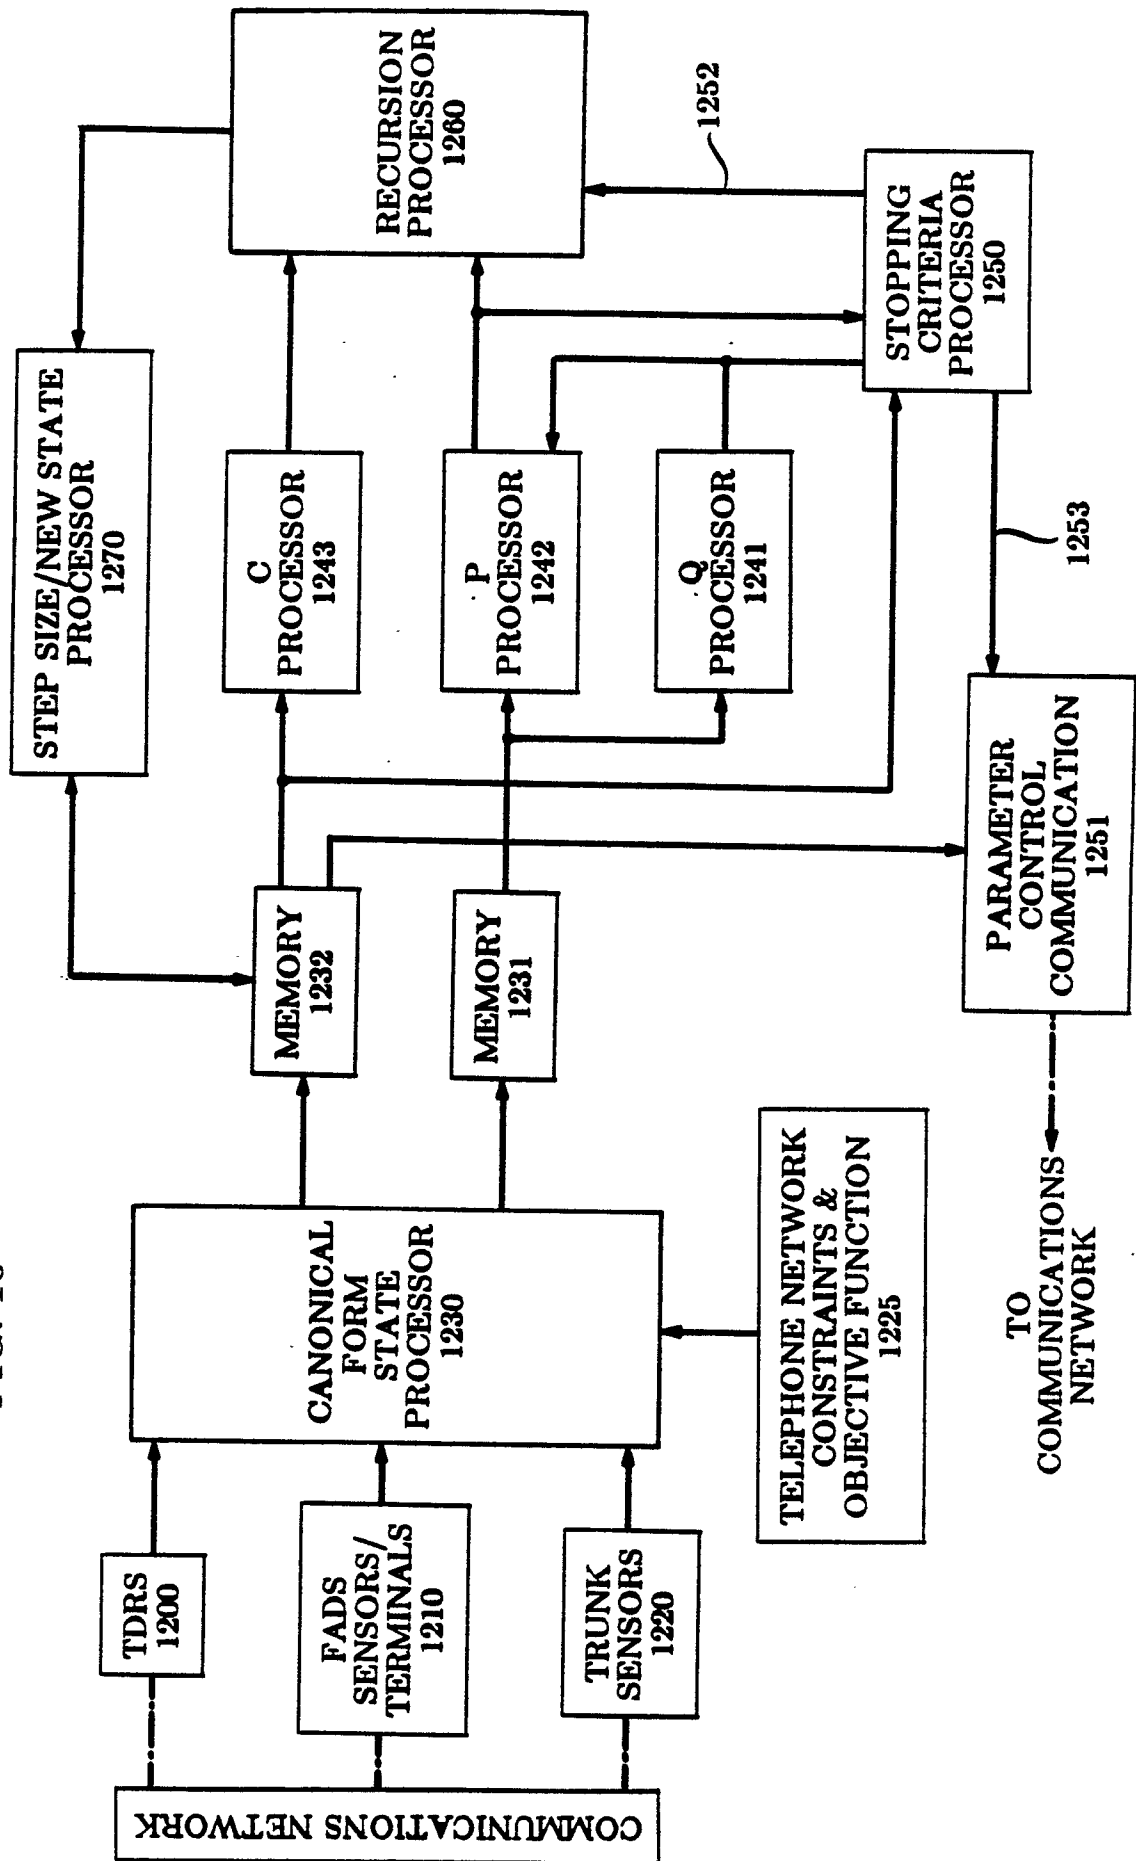 COMMUNICATIONS NETWORK
TDRS
1200
FADS
SENSORS/
TERMINALS
1210
TRUNK
SENSORS
1220
CANONICAL
FORM
STATE
PROCESSOR
1230
TELEPHONE NETWORK
CONSTRAINTS &
OBJECTIVE FUNCTION
1225
MEMORY
1232
MEMORY
1231
STEP SIZE/NEW STATE
PROCESSOR
1270
C
PROCESSOR
1243
P
PROCESSOR
1242
Q
PROCESSOR
1241
RECURSION
PROCESSOR
1260
1252
STOPPING
CRITERIA
PROCESSOR
1250
1253
PARAMETER
CONTROL
COMMUNICATION
1251
TO
COMMUNICATIONS
NETWORK